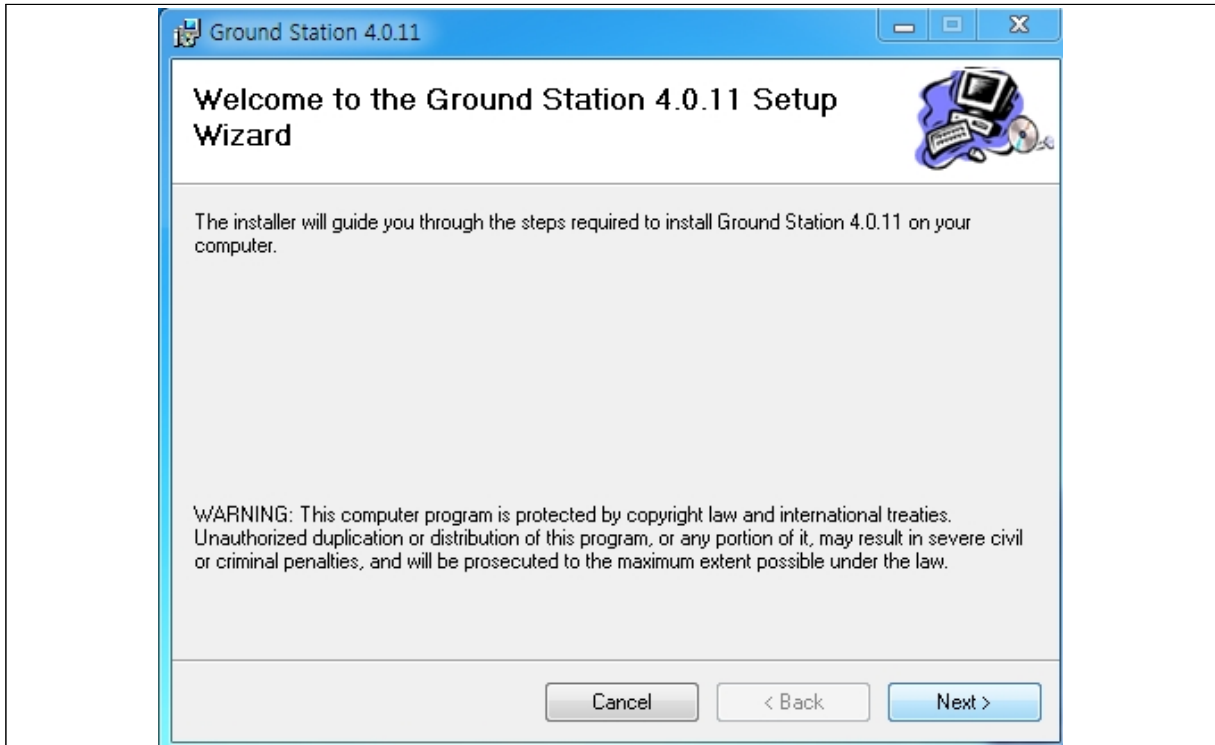 Ground Station 4.0.11
Welcome to the Ground Station 4.0.11 Setup
Wizard
The installer will guide you through the steps required to install Ground Station 4.0.11 on your
computer.
WARNING: This computer program is protected by copyright law and international treaties.
Unauthorized duplication or distribution of this program, or any portion of it, may result in severe civil
or criminal penalties, and will be prosecuted to the maximum extent possible under the law.
Cancel < Back Next >